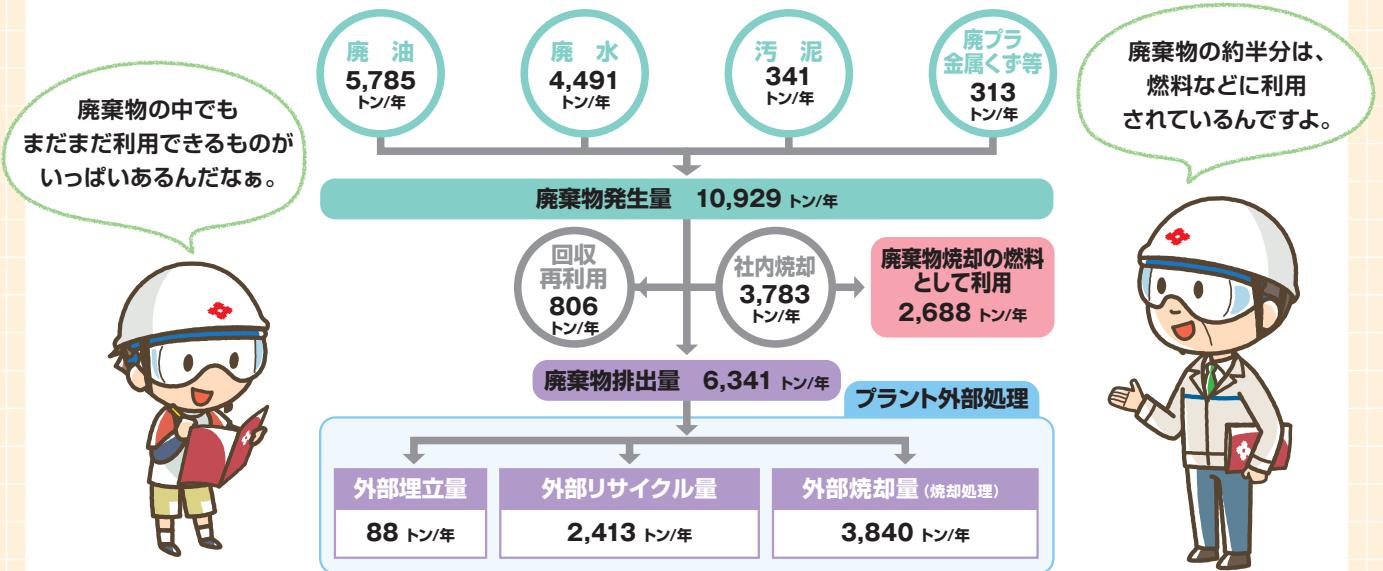 廃棄物の中でも
まだまだ利用できるものが
いっぱいあるんだなぁ。
廃油
5,785
トン/年
廃水
4,491
トン/年
汚泥
341
トン/年
廃プラ
金属くず等
313
トン/年
廃棄物の約半分は、
燃料などに利用
されているんですよ。
廃棄物発生量 10,929 トン/年
回収
再利用
806
トン/年
社内焼却
3,783
トン/年
廃棄物焼却の燃料
として利用
2,688 トン/年
廃棄物排出量 6,341 トン/年
プラント外部処理
外部埋立量
88 トン/年
外部リサイクル量
2,413 トン/年
外部焼却量(焼却処理)
3,840 トン/年